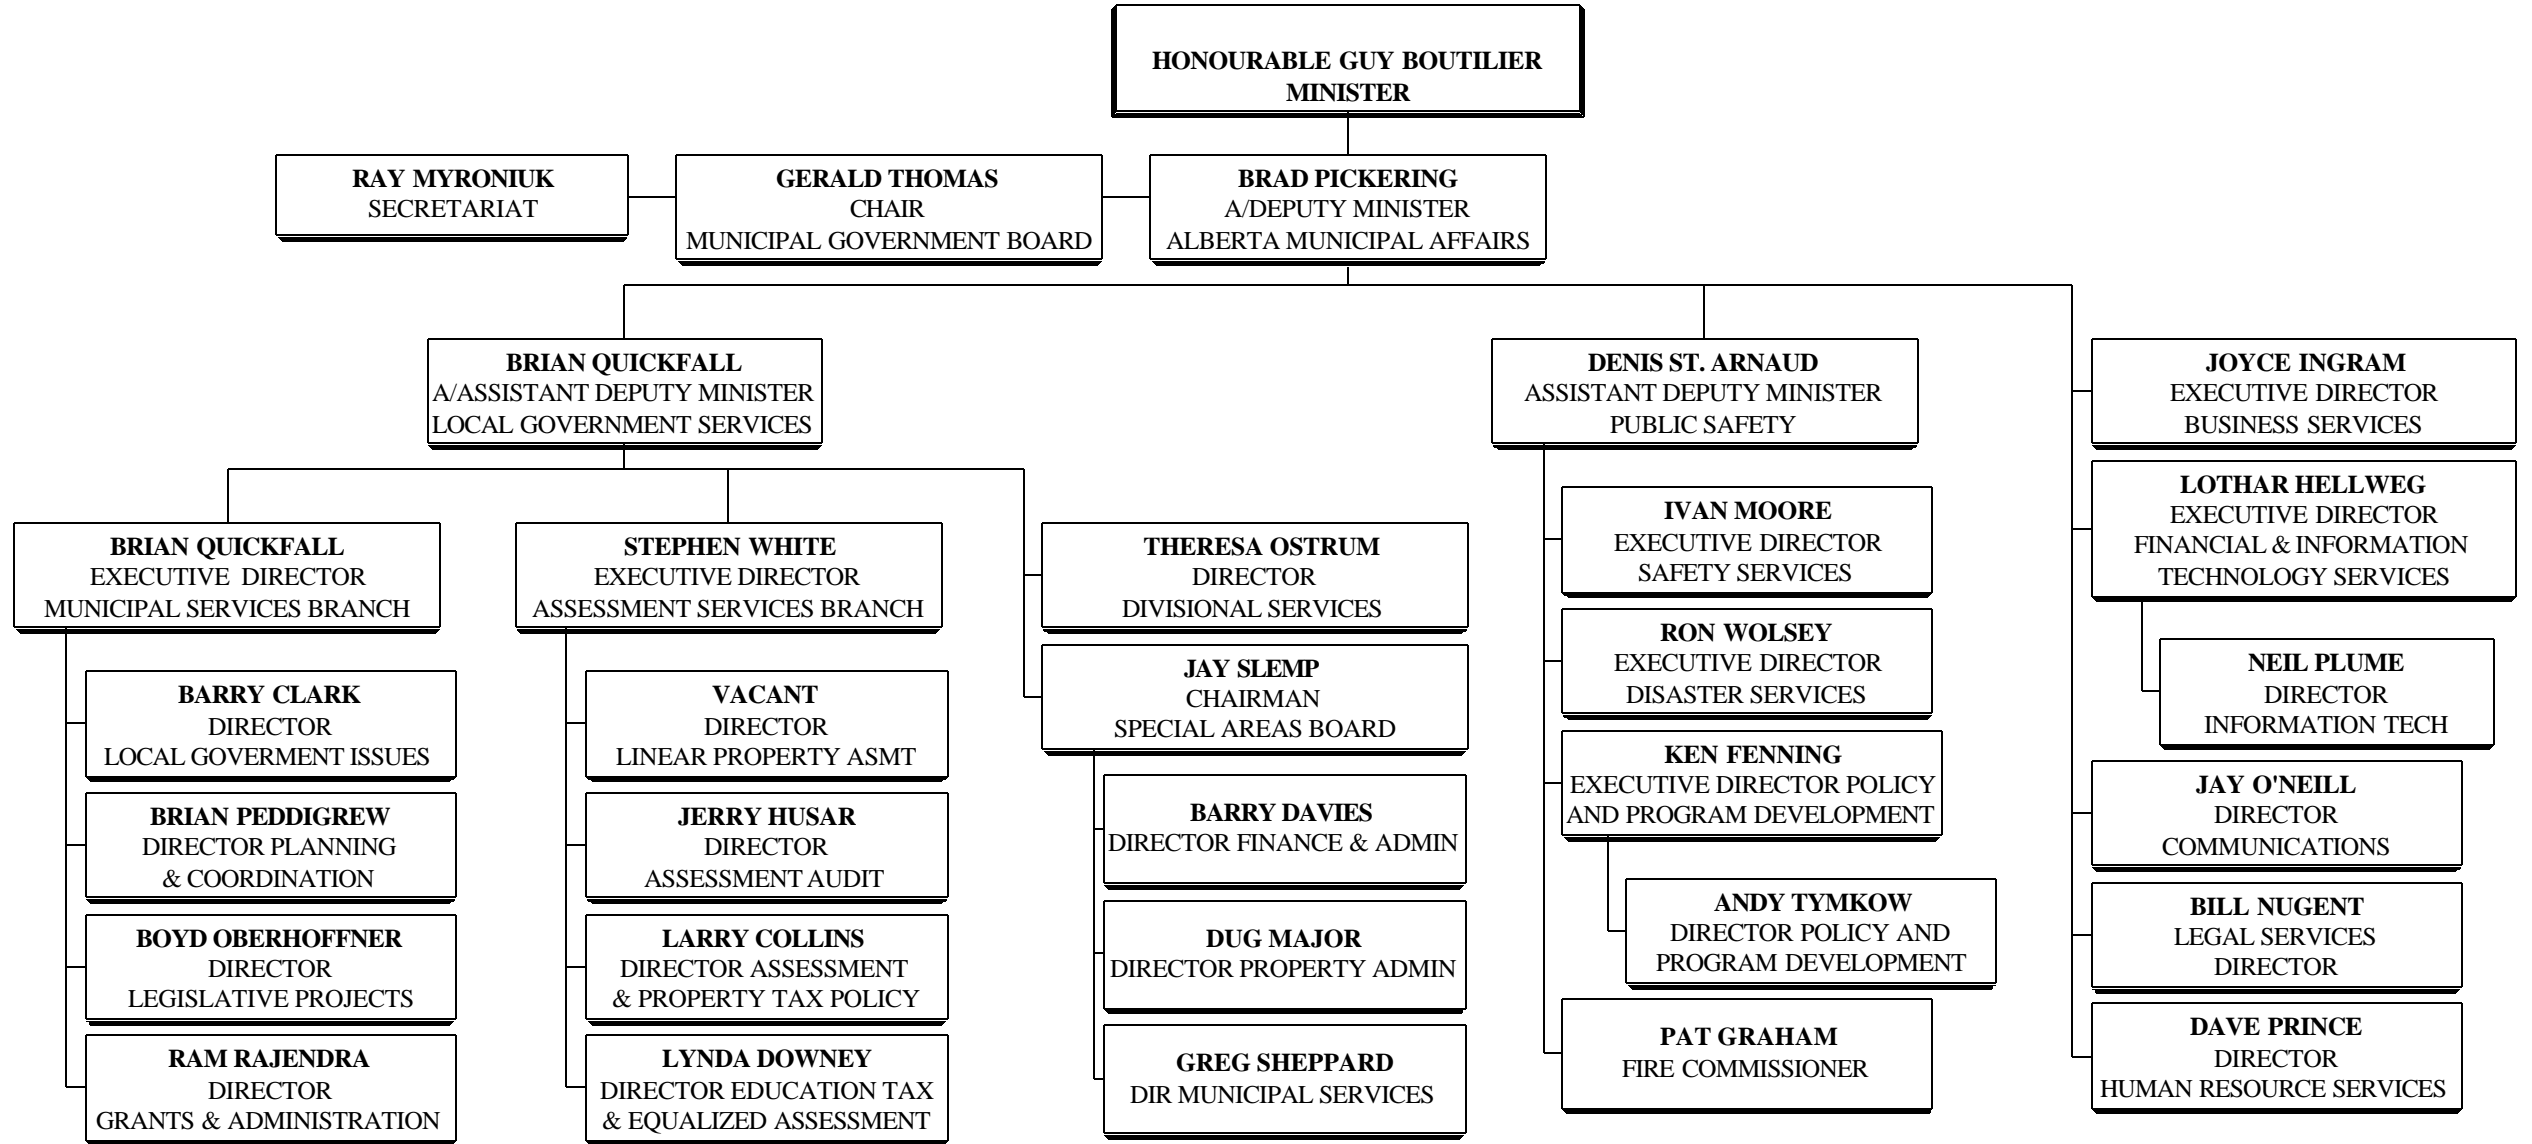 HONOURABLE GUY BOUTILIER
MINISTER
RAY MYRONIUK
SECRETARIAT
GERALD THOMAS
CHAIR
MUNICIPAL GOVERNMENT BOARD
BRAD PICKERING
A/DEPUTY MINISTER
ALBERTA MUNICIPAL AFFAIRS
BRIAN QUICKFALL
A/ASSISTANT DEPUTY MINISTER
LOCAL GOVERNMENT SERVICES
BRIAN QUICKFALL
EXECUTIVE DIRECTOR
MUNICIPAL SERVICES BRANCH
BARRY CLARK
DIRECTOR
LOCAL GOVERMENT ISSUES
BRIAN PEDDIGREW
DIRECTOR PLANNING
& COORDINATION
BOYD OBERHOFFNER
DIRECTOR
LEGISLATIVE PROJECTS
RAM RAJENDRA
DIRECTOR
GRANTS & ADMINISTRATION
STEPHEN WHITE
EXECUTIVE DIRECTOR
ASSESSMENT SERVICES BRANCH
VACANT
DIRECTOR
LINEAR PROPERTY ASMT
JERRY HUSAR
DIRECTOR
ASSESSMENT AUDIT
LARRY COLLINS
DIRECTOR ASSESSMENT
& PROPERTY TAX POLICY
LYNDA DOWNEY
DIRECTOR EDUCATION TAX
& EQUALIZED ASSESSMENT
THERESA OSTRUM
DIRECTOR
DIVISIONAL SERVICES
JAY SLEMP
CHAIRMAN
SPECIAL AREAS BOARD
BARRY DAVIES
DIRECTOR FINANCE & ADMIN
DUG MAJOR
DIRECTOR PROPERTY ADMIN
GREG SHEPPARD
DIR MUNICIPAL SERVICES
DENIS ST. ARNAUD
ASSISTANT DEPUTY MINISTER
PUBLIC SAFETY
IVAN MOORE
EXECUTIVE DIRECTOR
SAFETY SERVICES
RON WOLSEY
EXECUTIVE DIRECTOR
DISASTER SERVICES
KEN FENNING
EXECUTIVE DIRECTOR POLICY
AND PROGRAM DEVELOPMENT
ANDY TYMKOW
DIRECTOR POLICY AND
PROGRAM DEVELOPMENT
PAT GRAHAM
FIRE COMMISSIONER
JOYCE INGRAM
EXECUTIVE DIRECTOR
BUSINESS SERVICES
LOTHAR HELLWEG
EXECUTIVE DIRECTOR
FINANCIAL & INFORMATION
TECHNOLOGY SERVICES
NEIL PLUME
DIRECTOR
INFORMATION TECH
JAY O'NEILL
DIRECTOR
COMMUNICATIONS
BILL NUGENT
LEGAL SERVICES
DIRECTOR
DAVE PRINCE
DIRECTOR
HUMAN RESOURCE SERVICES